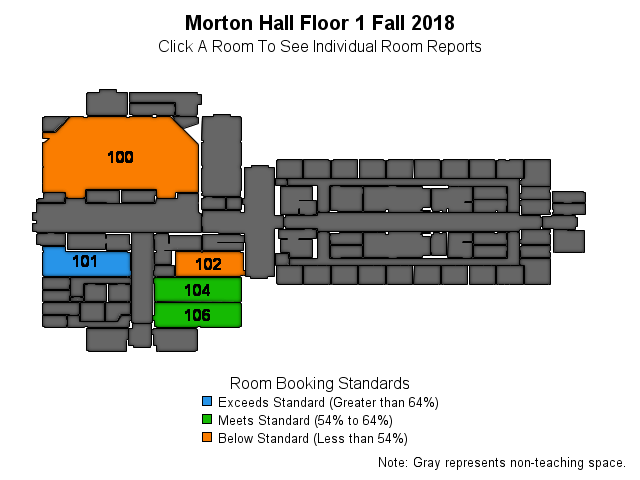 Morton Hall Floor 1 Fall 2018
Click A Room To See Individual Room Reports
100
101
102
104
106
Room Booking Standards
Exceeds Standard (Greater than 64%)
Meets Standard (54% to 64%)
Below Standard (Less than 54%)
Note: Gray represents non-teaching space.